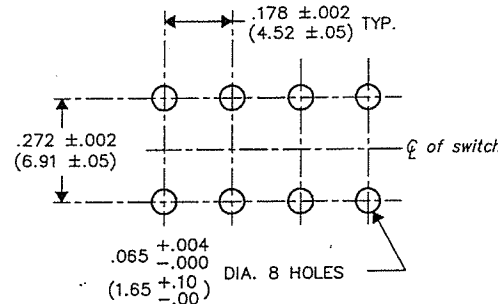 .178 ±.002 TYP.
(4.52 ±.05)
.272 ±.002
(6.91 ±.05)
℄ of switch
.065 +.004 -.000 DIA. 8 HOLES
(1.65 +.10 -.00)